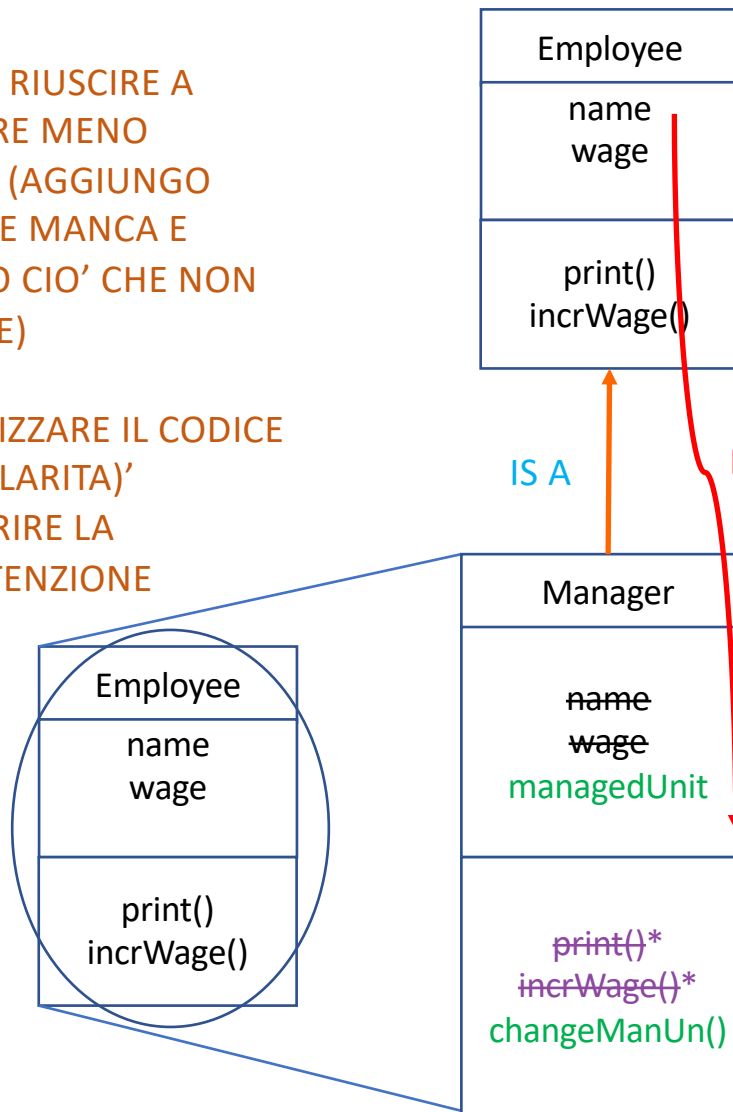 RIUSCIRE A
RE MENO
(AGGIUNGO
E MANCA E
O CIO’ CHE NON
E)
IZZARE IL CODICE
LARITA)’
RIRE LA
TENZIONE
Employee
name
wage
print()
incrWage()
IS A
Manager
name
wage
managedUnit
print()*
incrWage()*
changeManUn()
Employee
name
wage
print()
incrWage()